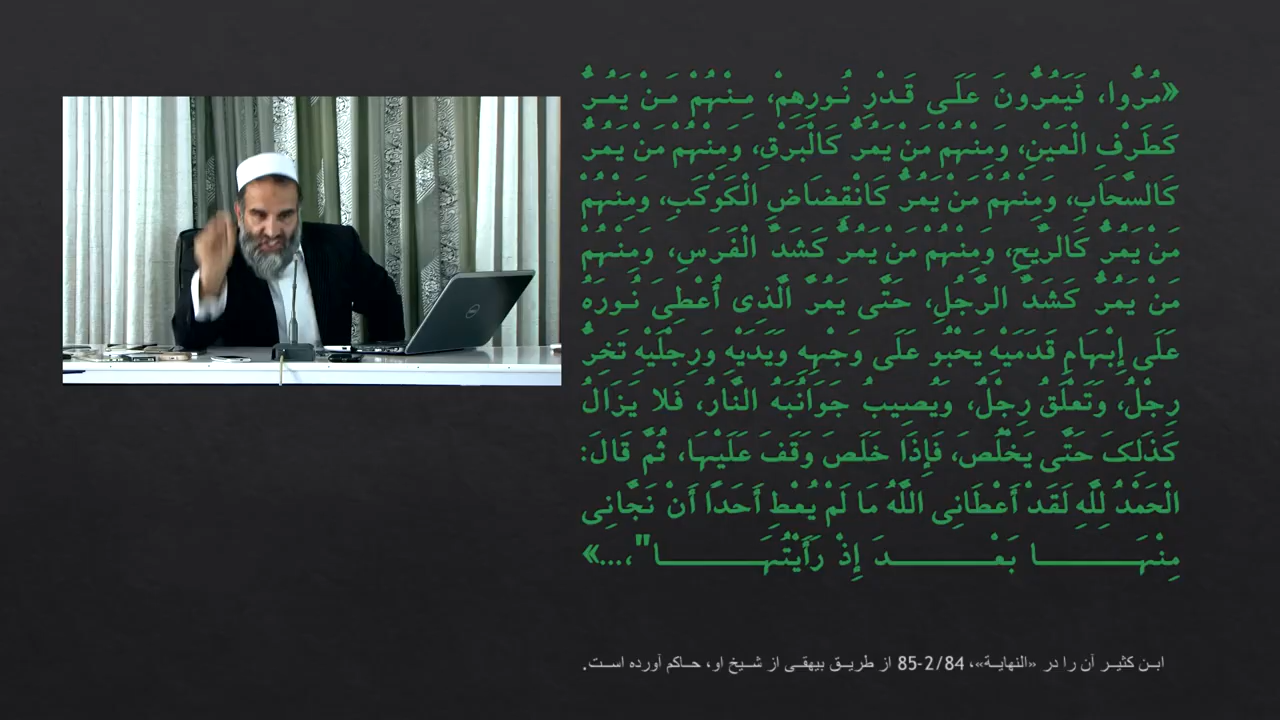 «مُرُّوا، فَيَمُرُّونَ عَلَى قَدْرِ نُورِهِمْ، مِنْهُمْ مَنْ يَمُرُّ
كَطَرْفِ الْعَيْنِ، وَمِنْهُمْ مَنْ يَمُرُّ كَالْبَرْقِ، وَمِنْهُمْ مَنْ يَمُرُّ
كَالسَّحَابِ، وَمِنْهُمْ مَنْ يَمُرُّ كَانْقِضَاضِ الْكَوْكَبِ، وَمِنْهُمْ
مَنْ يَمُرُّ كَالرِّيْحِ، وَمِنْهُمْ مَنْ يَمُرُّ كَشَدِّ الْفَرَسِ، وَمِنْهُمْ
مَنْ يَمُرُّ كَشَدِّ الرَّجُلِ، حَتَّى يَمُرَّ الَّذِى أُعْطِىَ نُورَهُ
عَلَى إِبْهَامِ قَدَمَيْهِ يَحْبُو عَلَى وَجْهِهِ وَيَدَيْهِ وَرِجْلَيْهِ تَخِرُّ
رِجْلٌ، وَتَعْلَقُ رِجْلٌ، وَيُصِيبُ جَوَانِبَهُ النَّارُ، فَلا يَزَالُ
كَذَلِکَ حَتَّى يَخْلُصَ، فَإِذَا خَلَصَ وَقَفَ عَلَيْهَا، ثُمَّ قَالَ:
الْحَمْدُ لِلَّهِ لَقَدْ أَعْطَانِى اللَّهُ مَا لَمْ يُعْطِ أَحَدًا أَنْ نَجَّانِى
مِنْهَا بَعْدَ إِذْ رَأَيْتُهَا"،...»
ابن کثیر آن را در «النهایة»، 2/84-85 از طریق بیهقی از شیخ او، حاکم آورده است.